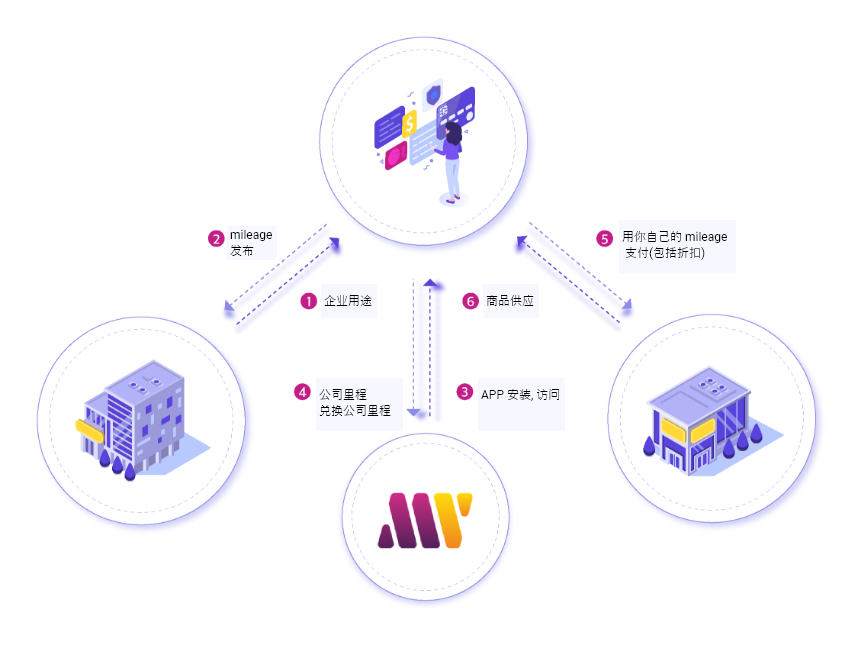 2 mileage
发布
5 用你自己的 mileage
支付(包括折扣)
1 企业用途
6 商品供应
4 公司里程
兑换公司里程
3 APP 安装, 访问